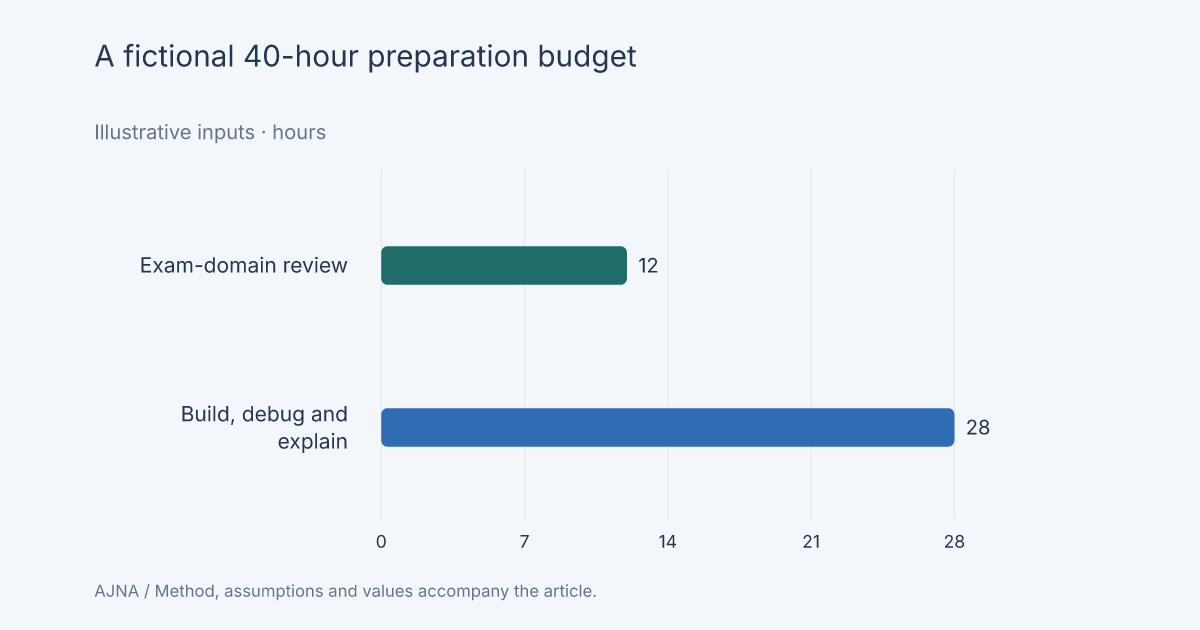 A fictional 40-hour preparation budget
Illustrative inputs · hours
Exam-domain review
12
Build, debug and
explain
28
0 7 14 21 28
AJNA / Method, assumptions and values accompany the article.